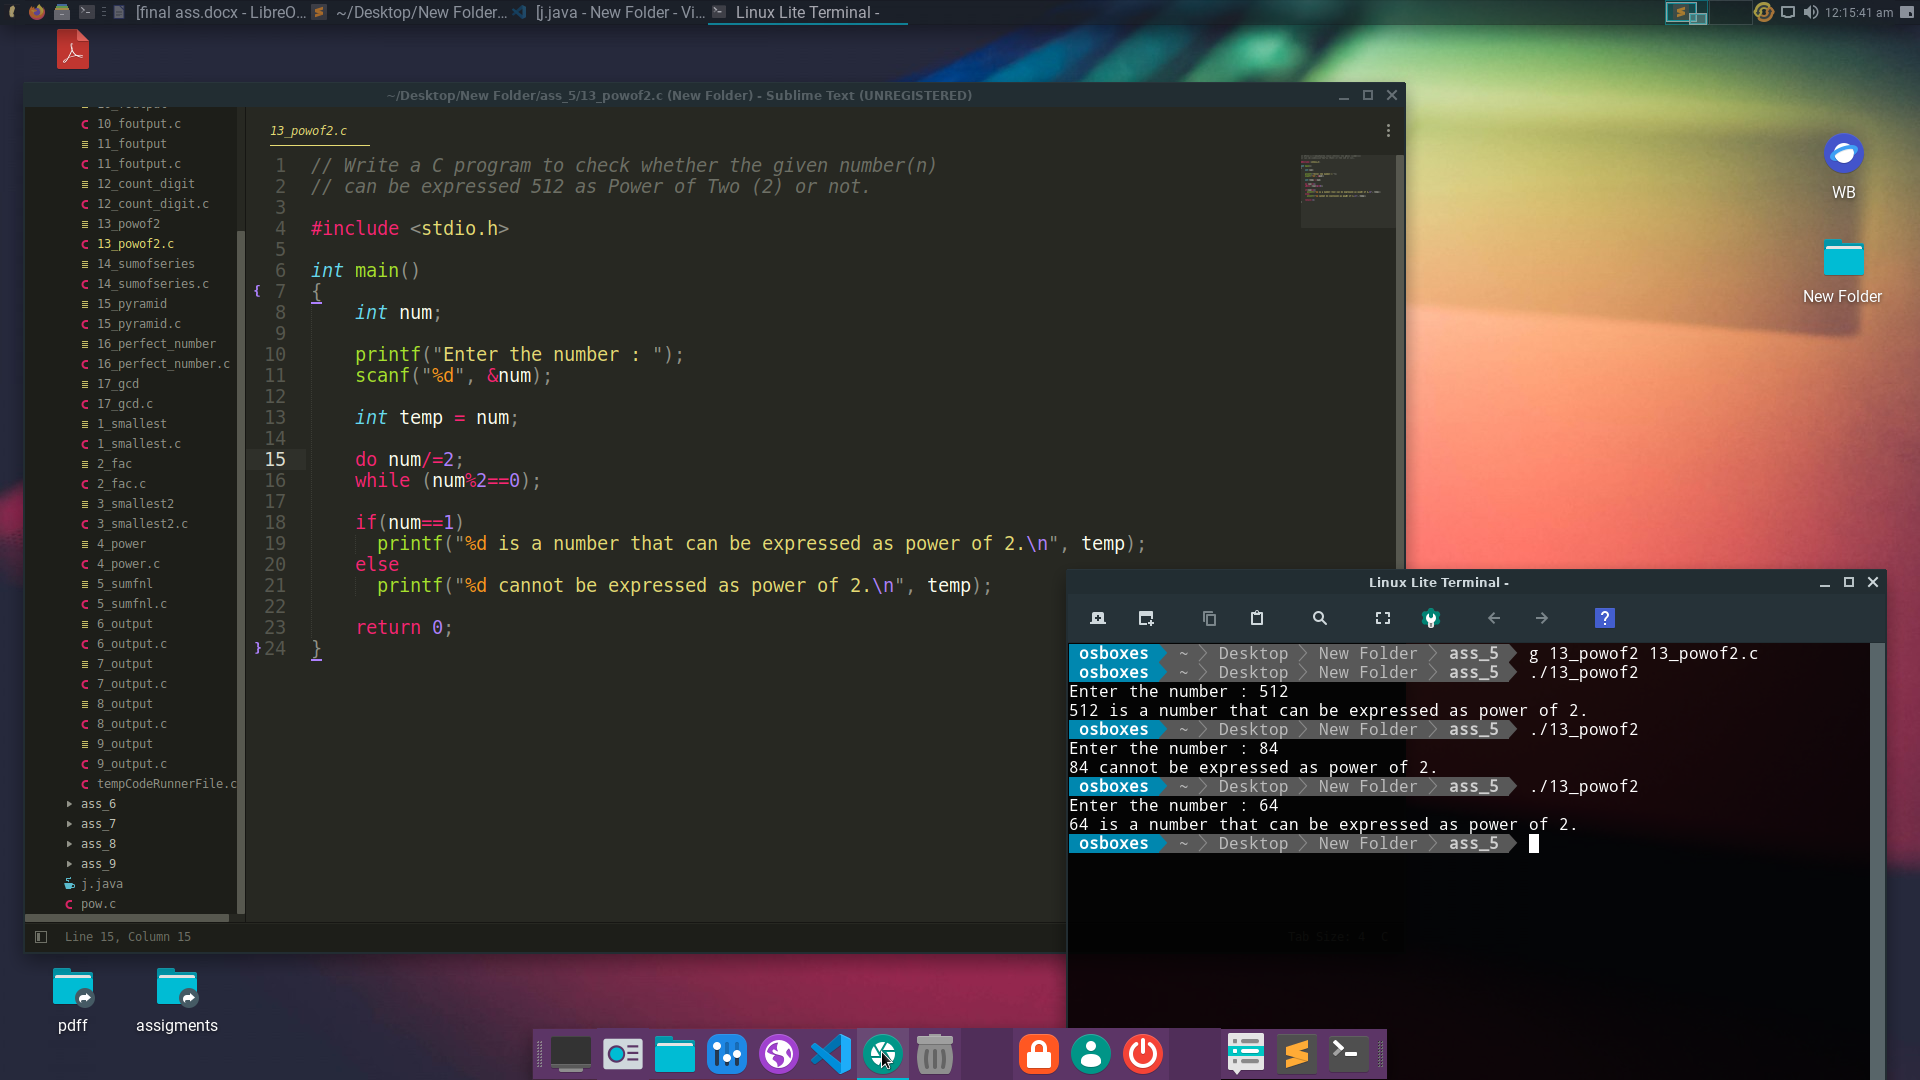 [final ass.docx - LibreO...
~/Desktop/New Folder...
[j.java - New Folder - Vi...
Linux Lite Terminal -
12:15:41 am
~/Desktop/New Folder/ass_5/13_powof2.c (New Folder) - Sublime Text (UNREGISTERED)
10_foutput.c
11_foutput
11_foutput.c
12_count_digit
12_count_digit.c
13_powof2
13_powof2.c
14_sumofseries
14_sumofseries.c
15_pyramid
15_pyramid.c
16_perfect_number
16_perfect_number.c
17_gcd
17_gcd.c
1_smallest
1_smallest.c
2_fac
2_fac.c
3_smallest2
3_smallest2.c
4_power
4_power.c
5_sumfnl
5_sumfnl.c
6_output
6_output.c
7_output
7_output.c
8_output
8_output.c
9_output
9_output.c
tempCodeRunnerFile.c
ass_6
ass_7
ass_8
ass_9
j.java
pow.c
13_powof2.c
1 // Write a C program to check whether the given number(n)
2 // can be expressed 512 as Power of Two (2) or not.
3
4 #include <stdio.h>
5
6 int main()
{ 7 {
8 int num;
9
10 printf("Enter the number : ");
11 scanf("%d", &num);
12
13 int temp = num;
14
15 do num/=2;
16 while (num%2==0);
17
18 if(num==1)
19 printf("%d is a number that can be expressed as power of 2.\n", temp);
20 else
21 printf("%d cannot be expressed as power of 2.\n", temp);
22
23 return 0;
}24 }
Line 15, Column 15
Tab Size: 4 C
Linux Lite Terminal -
?
osboxes ~ Desktop New Folder ass_5 g 13_powof2 13_powof2.c
osboxes ~ Desktop New Folder ass_5 ./13_powof2
Enter the number : 512
512 is a number that can be expressed as power of 2.
osboxes ~ Desktop New Folder ass_5 ./13_powof2
Enter the number : 84
84 cannot be expressed as power of 2.
osboxes ~ Desktop New Folder ass_5 ./13_powof2
Enter the number : 64
64 is a number that can be expressed as power of 2.
osboxes ~ Desktop New Folder ass_5
WB
New Folder
pdff
assigments